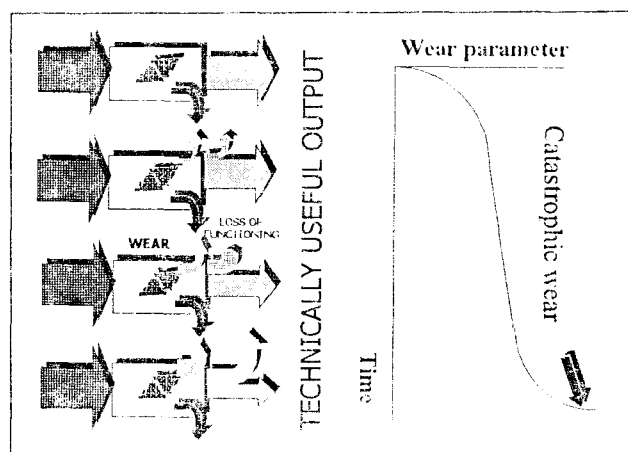 Wear parameter
TECHNICALLY USEFUL OUTPUT
LOSS OF
FUNCTIONING
WEAR
Catastrophic wear
Time